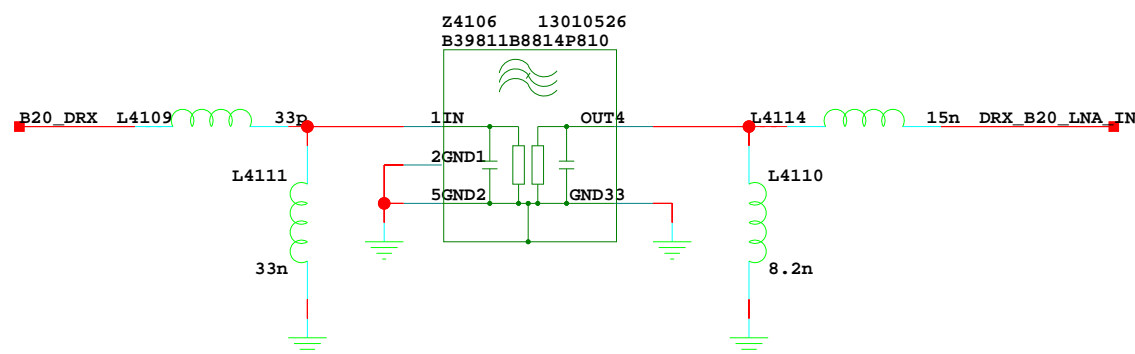 Z4106 13010526
B39811B8814P810
B20_DRX L4109 33p 1IN OUT4 L4114 15n DRX_B20_LNA_IN
2GND1
L4111 L4110
5GND2 GND33
33n 8.2n